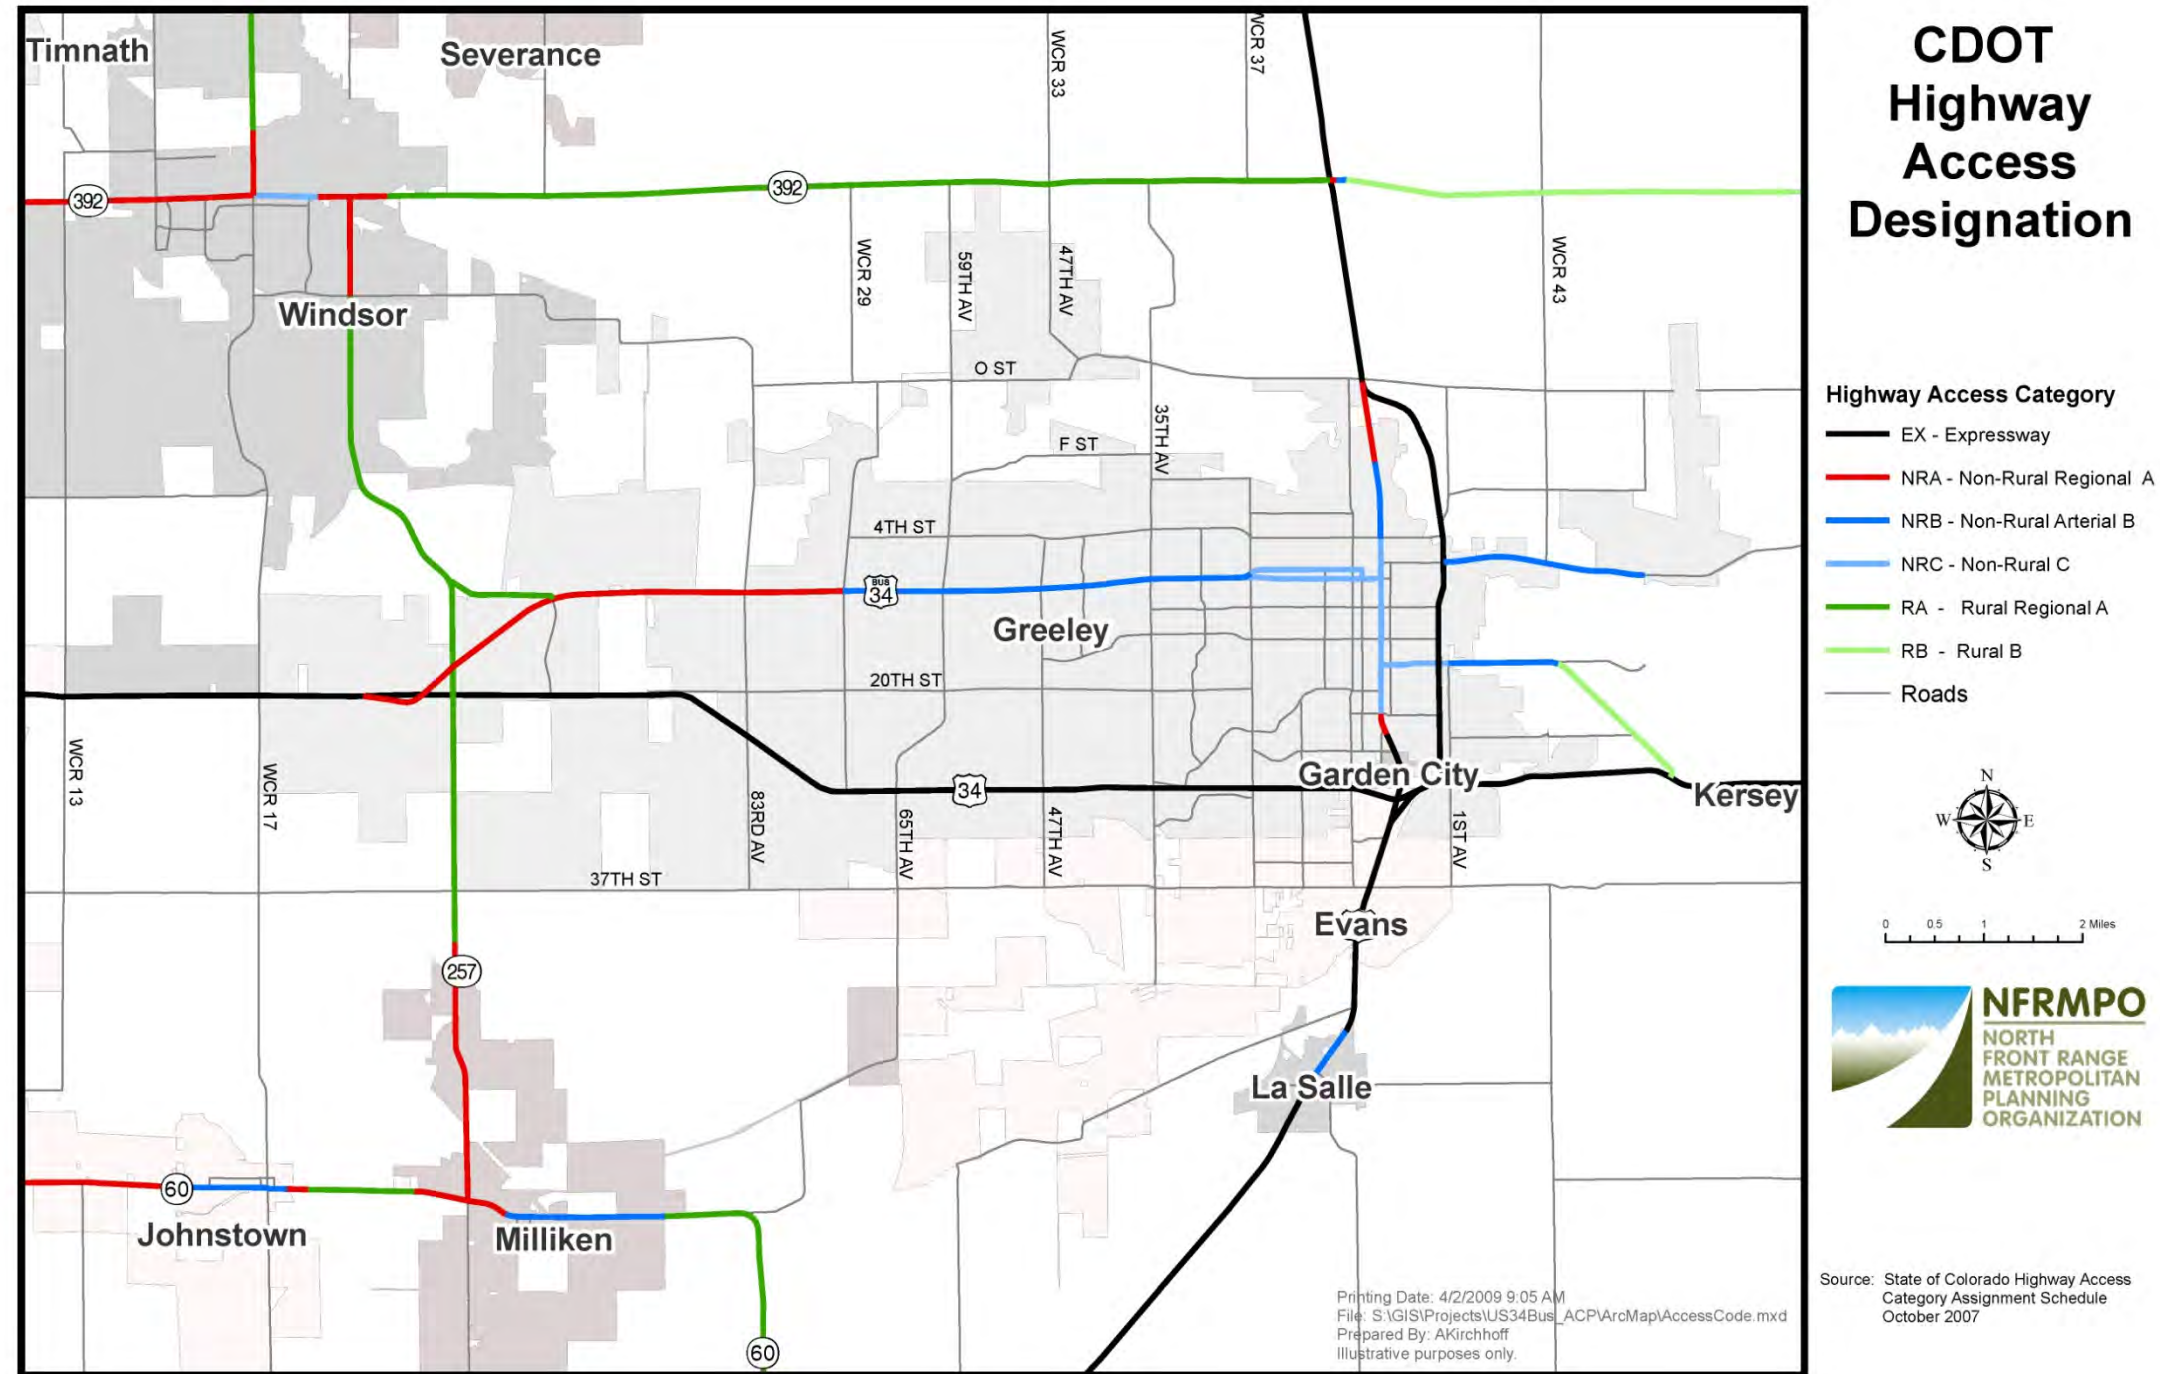 CDOT
Highway
Access
Designation
Timnath
Severance
WCR 33
WCR 37
392
392
WCR 29
59TH AV
47TH AV
WCR 43
Windsor
O ST
35TH AV
F ST
4TH ST
BUS
34
Greeley
20TH ST
WCR 13
WCR 17
83RD AV
34
65TH AV
47TH AV
Garden City
1ST AV
Kersey
37TH ST
Evans
257
La Salle
60
Johnstown
Milliken
60
Printing Date: 4/2/2009 9:05 AM
File: S:\GIS\Projects\US34Bus_ACP\ArcMap\AccessCode.mxd
Prepared By: AKirchhoff
Illustrative purposes only.
Highway Access Category
EX - Expressway
NRA - Non-Rural Regional A
NRB - Non-Rural Arterial B
NRC - Non-Rural C
RA - Rural Regional A
RB - Rural B
Roads
N
W E
S
0 0.5 1 2 Miles
NFRMPO
NORTH
FRONT RANGE
METROPOLITAN
PLANNING
ORGANIZATION
Source: State of Colorado Highway Access
Category Assignment Schedule
October 2007